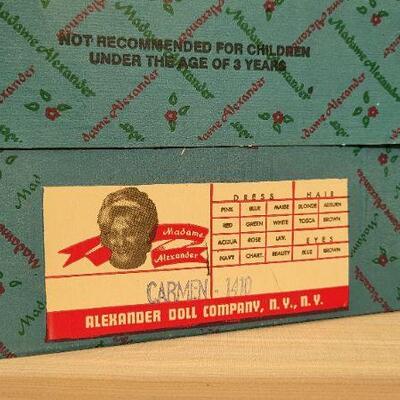 NOT RECOMMENDED FOR CHILDREN
UNDER THE AGE OF 3 YEARS
Madame Alexander
Madame
Alexander
DRESS HAIR
PINK BLUE MAIZE BLONDE AUBURN
RED GREEN WHITE TOSCA BROWN
ACQUA ROSE LAV. EYES
NAVY CHART. BEAUTY BLUE BROWN
CARMEN - 1410
ALEXANDER DOLL COMPANY, N. Y., N. Y.